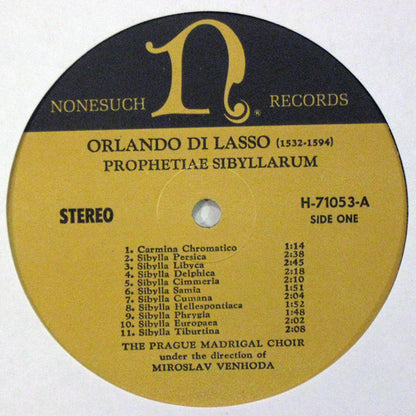 NONESUCH n® RECORDS
ORLANDO DI LASSO (1532-1594)
PROPHETIAE SIBYLLARUM
STEREO
H-71053-A
SIDE ONE
1. Carmina Chromatico 1:14
2. Sibylla Persica 2:38
3. Sibylla Libyca 2:45
4. Sibylla Delphica 2:18
5. Sibylla Cimmeria 2:10
6. Sibylla Samia 1:51
7. Sibylla Cumana 2:04
8. Sibylla Hellespontiaca 1:52
9. Sibylla Phrygia 1:48
10. Sibylla Europaea 2:02
11. Sibylla Tiburtina 2:08
THE PRAGUE MADRIGAL CHOIR
under the direction of
MIROSLAV VENHODA